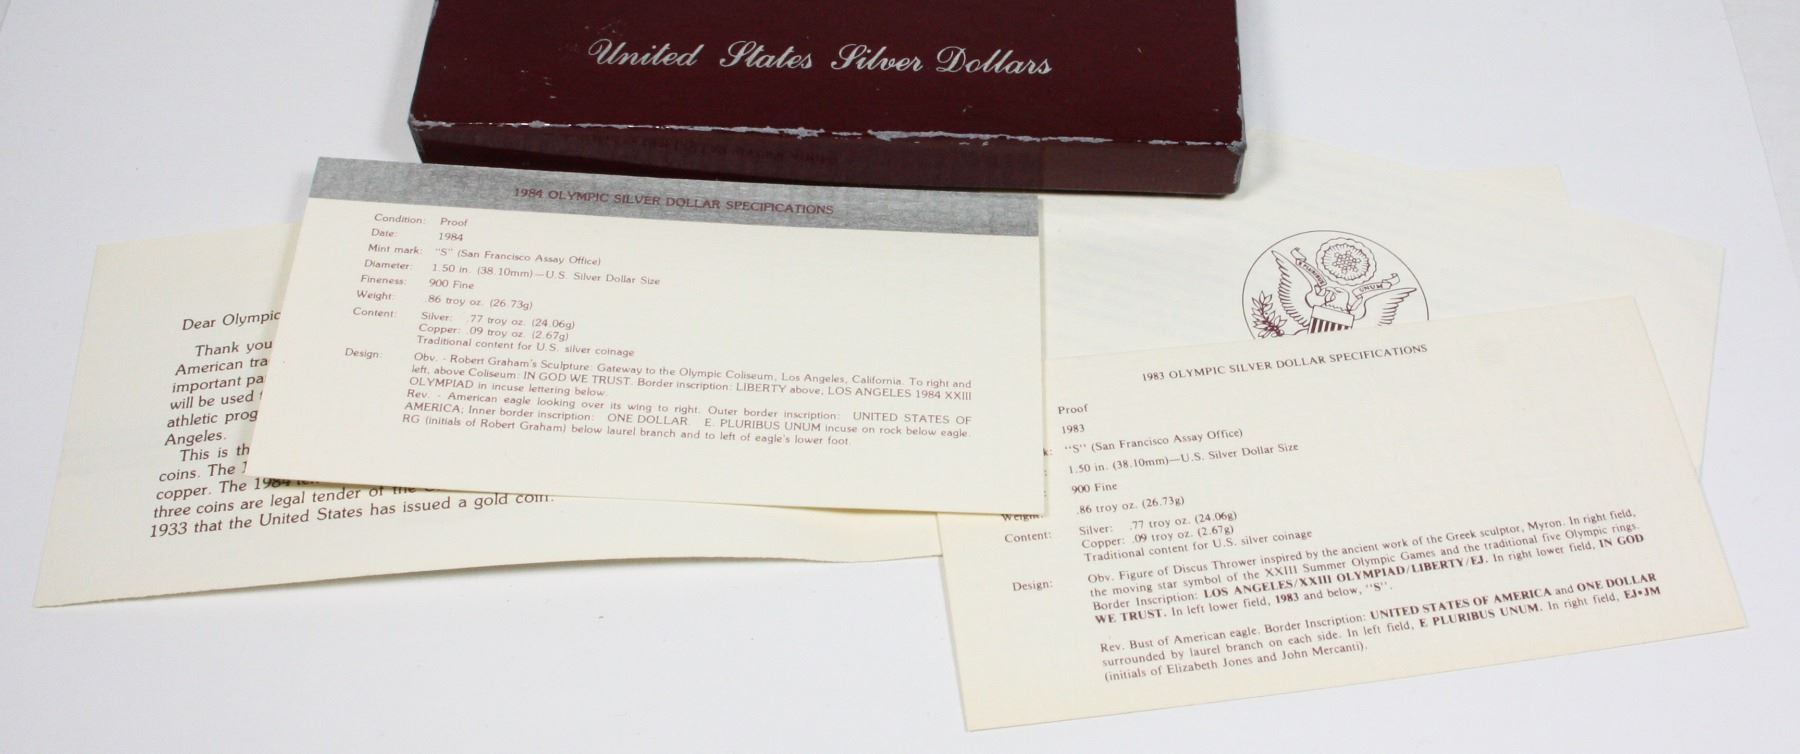 United States Silver Dollars
1984 OLYMPIC SILVER DOLLAR SPECIFICATIONS
Condition: Proof
Date: 1984
Mint mark: "S" (San Francisco Assay Office)
Diameter: 1.50 in. (38.10mm)—U.S. Silver Dollar Size
Fineness: 900 Fine
Weight: .86 troy oz. (26.73g)
Content: Silver: .77 troy oz. (24.06g)
Copper: .09 troy oz. (2.67g)
Traditional content for U.S. silver coinage
Design: Obv. - Robert Graham's Sculpture: Gateway to the Olympic Coliseum, Los Angeles, California. To right and
left, above Coliseum: IN GOD WE TRUST. Border inscription: LIBERTY above, LOS ANGELES 1984 XXIII
OLYMPIAD in incuse lettering below.
Rev. - American eagle looking over its wing to right. Outer border inscription: UNITED STATES OF
AMERICA; Inner border inscription: ONE DOLLAR. E. PLURIBUS UNUM incuse on rock below eagle.
RG (initials of Robert Graham) below laurel branch and to left of eagle's lower foot.
Dear Olympic
Thank you
American tra
important pa
will be used
athletic prog
Angeles.
This is th
coins. The 1
copper. The 1984 ten
three coins are legal tender of the
1933 that the United States has issued a gold coin.
E PLURIBUS UNUM
1983 OLYMPIC SILVER DOLLAR SPECIFICATIONS
Proof
1983
k: "S" (San Francisco Assay Office)
1.50 in. (38.10mm)—U.S. Silver Dollar Size
900 Fine
Weight: .86 troy oz. (26.73g)
Content: Silver: .77 troy oz. (24.06g)
Copper: .09 troy oz. (2.67g)
Traditional content for U.S. silver coinage
Design: Obv. Figure of Discus Thrower inspired by the ancient work of the Greek sculptor, Myron. In right field,
the moving star symbol of the XXIII Summer Olympic Games and the traditional five Olympic rings.
Border Inscription: LOS ANGELES/XXIII OLYMPIAD/LIBERTY/EJ. In right lower field, IN GOD
WE TRUST. In left lower field, 1983 and below, "S".
Rev. Bust of American eagle. Border Inscription: UNITED STATES OF AMERICA and ONE DOLLAR
surrounded by laurel branch on each side. In left field, E PLURIBUS UNUM. In right field, EJ•JM
(initials of Elizabeth Jones and John Mercanti).